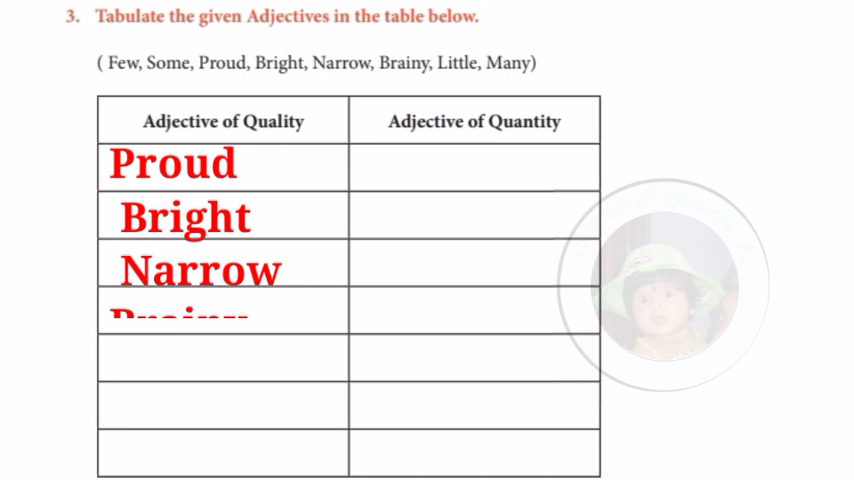 3. Tabulate the given Adjectives in the table below.
( Few, Some, Proud, Bright, Narrow, Brainy, Little, Many)
Adjective of Quality Adjective of Quantity
Proud
Bright
Narrow